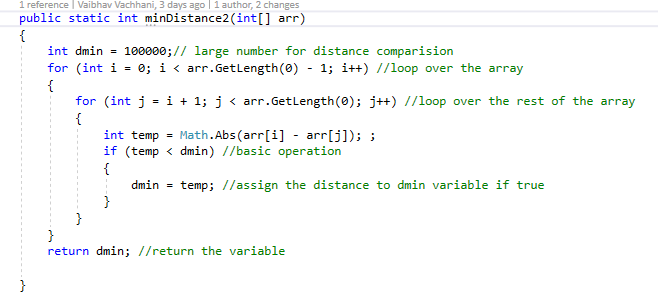 1 reference | Vaibhav Vachhani, 3 days ago | 1 author, 2 changes
public static int minDistance2(int[] arr)
{
int dmin = 100000;// large number for distance comparision
for (int i = 0; i < arr.GetLength(0) - 1; i++) //loop over the array
{
for (int j = i + 1; j < arr.GetLength(0); j++) //loop over the rest of the array
{
int temp = Math.Abs(arr[i] - arr[j]); ;
if (temp < dmin) //basic operation
{
dmin = temp; //assign the distance to dmin variable if true
}
}
}
return dmin; //return the variable
}